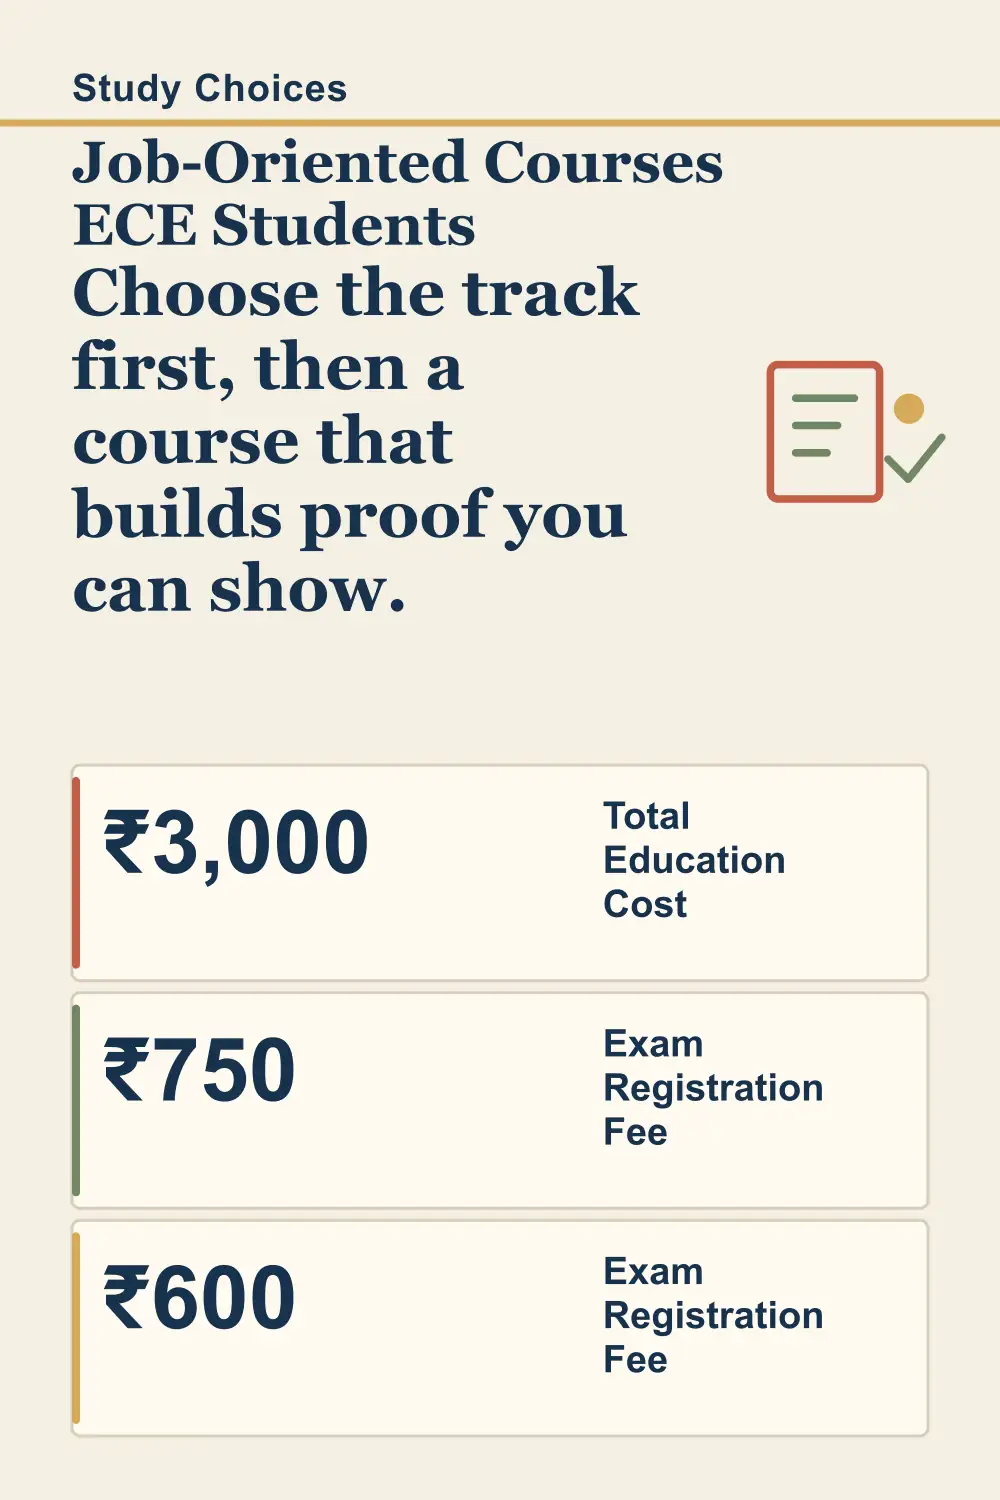 Study Choices
Job-Oriented Courses
ECE Students
Choose the track
first, then a
course that
builds proof you
can show.
₹3,000
Total
Education
Cost
₹750
Exam
Registration
Fee
₹600
Exam
Registration
Fee